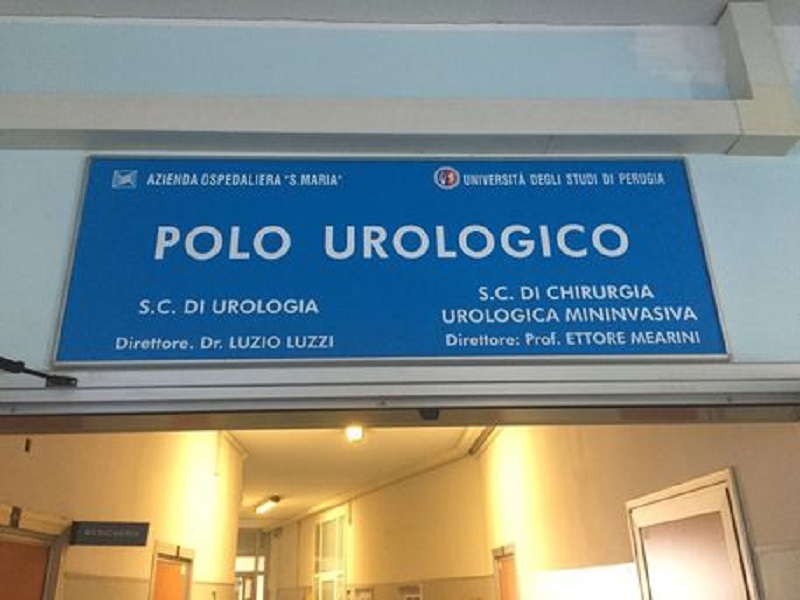 AZIENDA OSPEDALIERA "S.MARIA"
UNIVERSITÀ DEGLI STUDI DI PERUGIA
POLO UROLOGICO
S.C. DI UROLOGIA
Direttore. Dr. LUZIO LUZZI
S.C. DI CHIRURGIA
UROLOGICA MININVASIVA
Direttore: Prof. ETTORE MEARINI